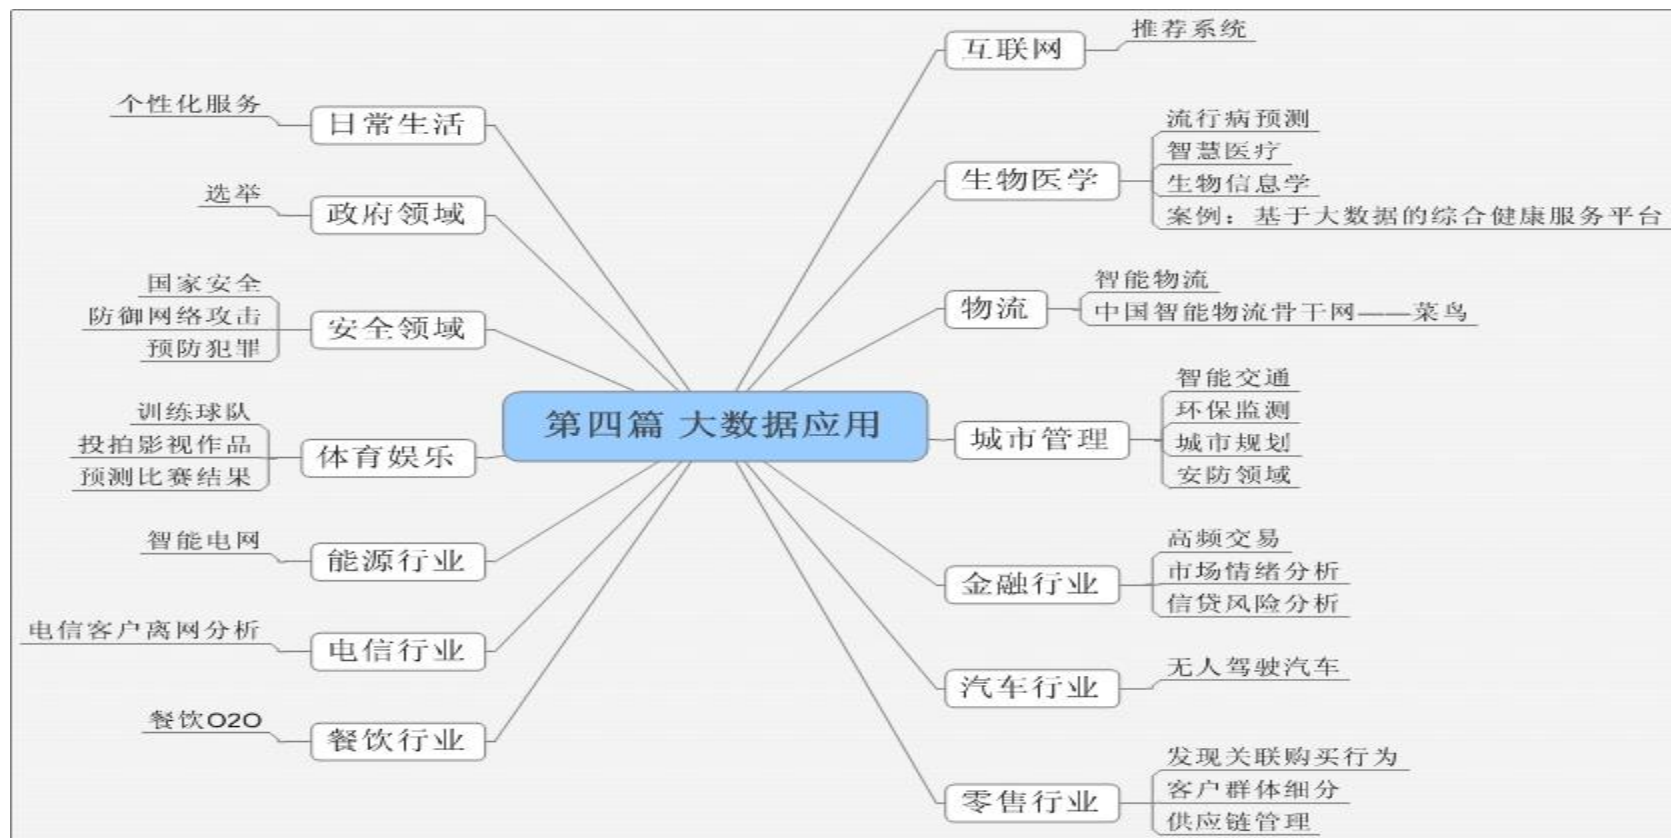 第四篇 大数据应用
互联网
推荐系统
生物医学
流行病预测
智慧医疗
生物信息学
案例：基于大数据的综合健康服务平台
物流
智能物流
中国智能物流骨干网——菜鸟
城市管理
智能交通
环保监测
城市规划
安防领域
金融行业
高频交易
市场情绪分析
信贷风险分析
汽车行业
无人驾驶汽车
零售行业
发现关联购买行为
客户群体细分
供应链管理
日常生活
个性化服务
政府领域
选举
安全领域
国家安全
防御网络攻击
预防犯罪
体育娱乐
训练球队
投拍影视作品
预测比赛结果
能源行业
智能电网
电信行业
电信客户离网分析
餐饮行业
餐饮O2O